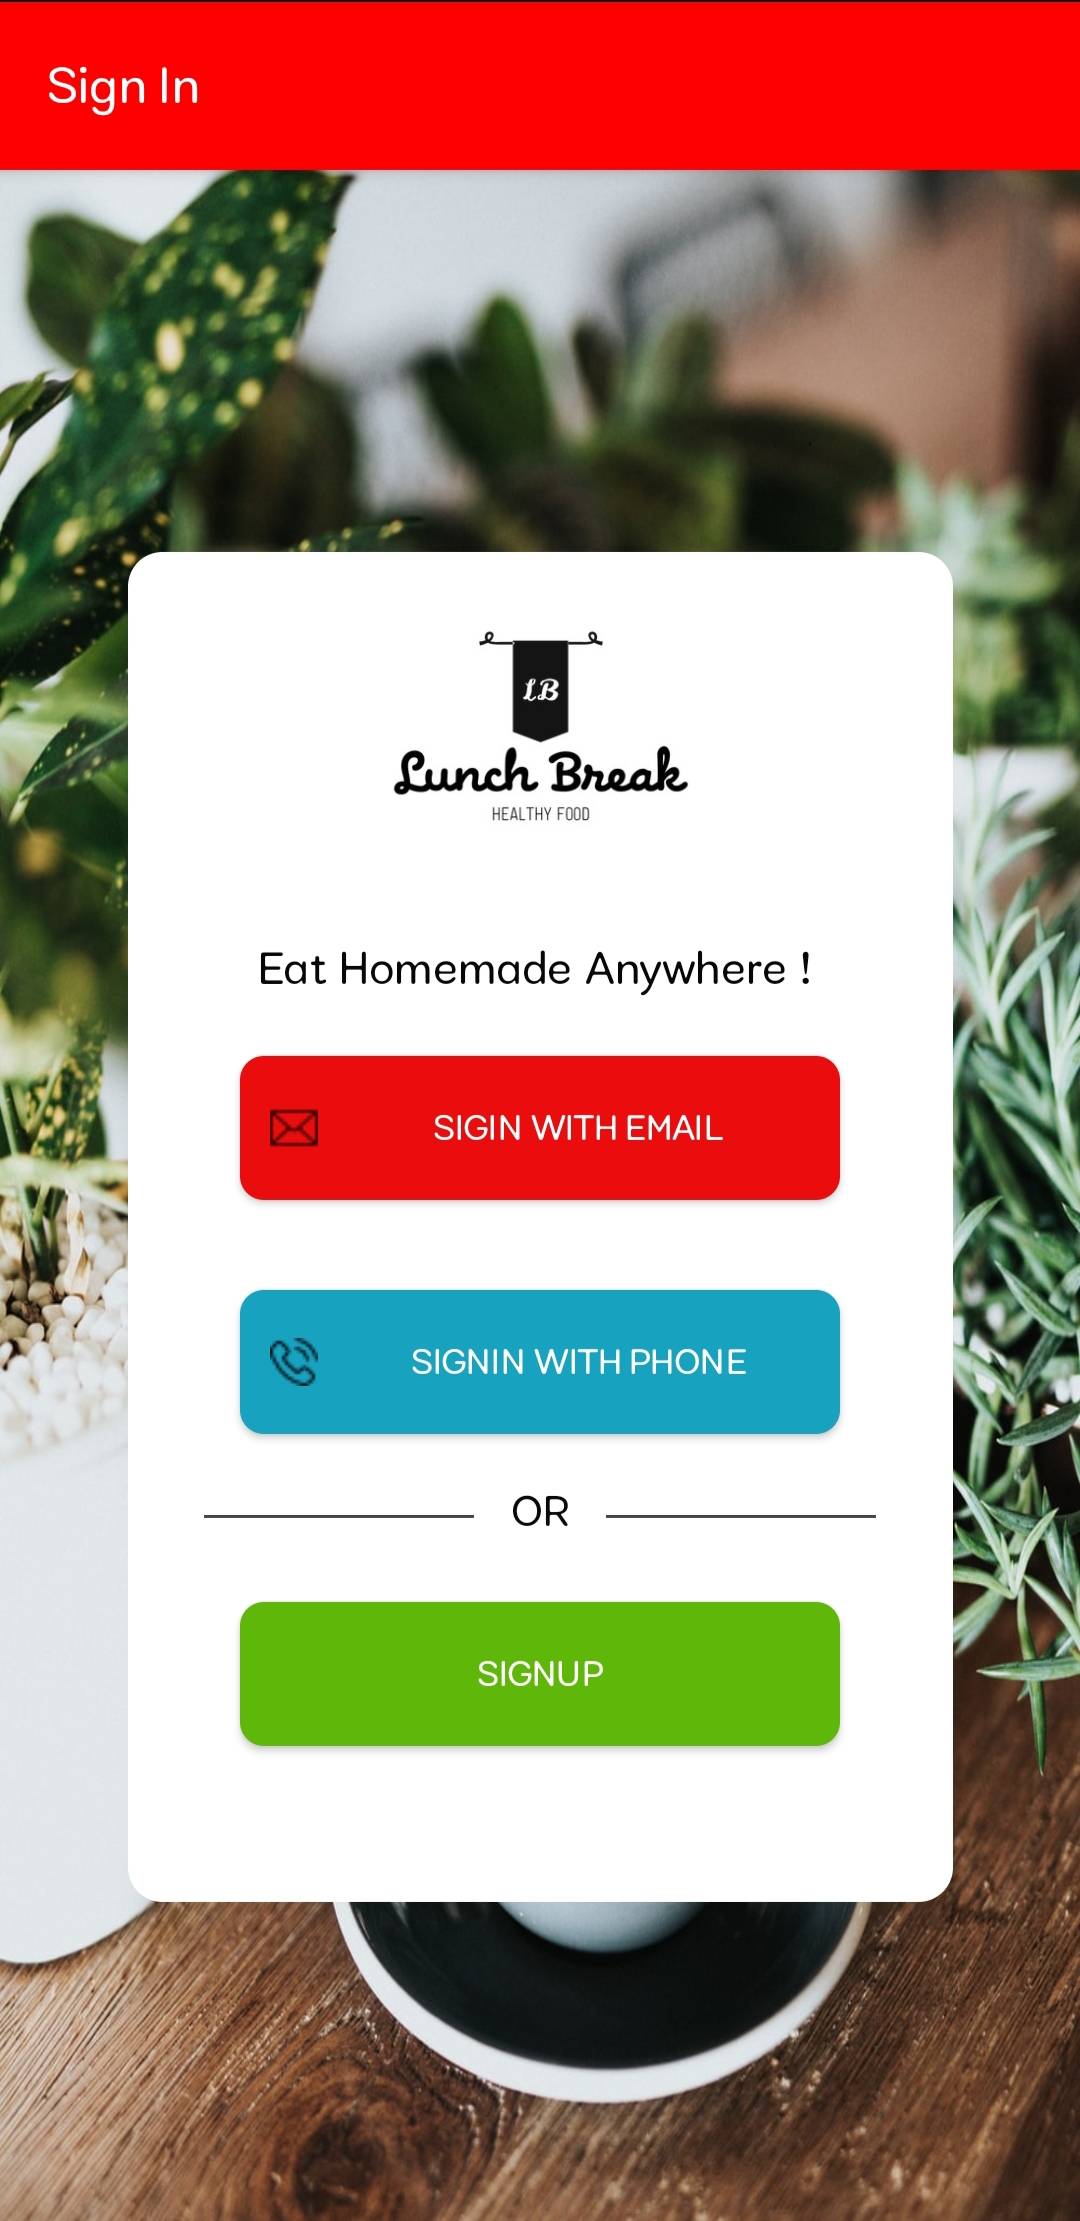 Sign In
LB
Lunch Break
HEALTHY FOOD
Eat Homemade Anywhere !
SIGIN WITH EMAIL
SIGNIN WITH PHONE
OR
SIGNUP